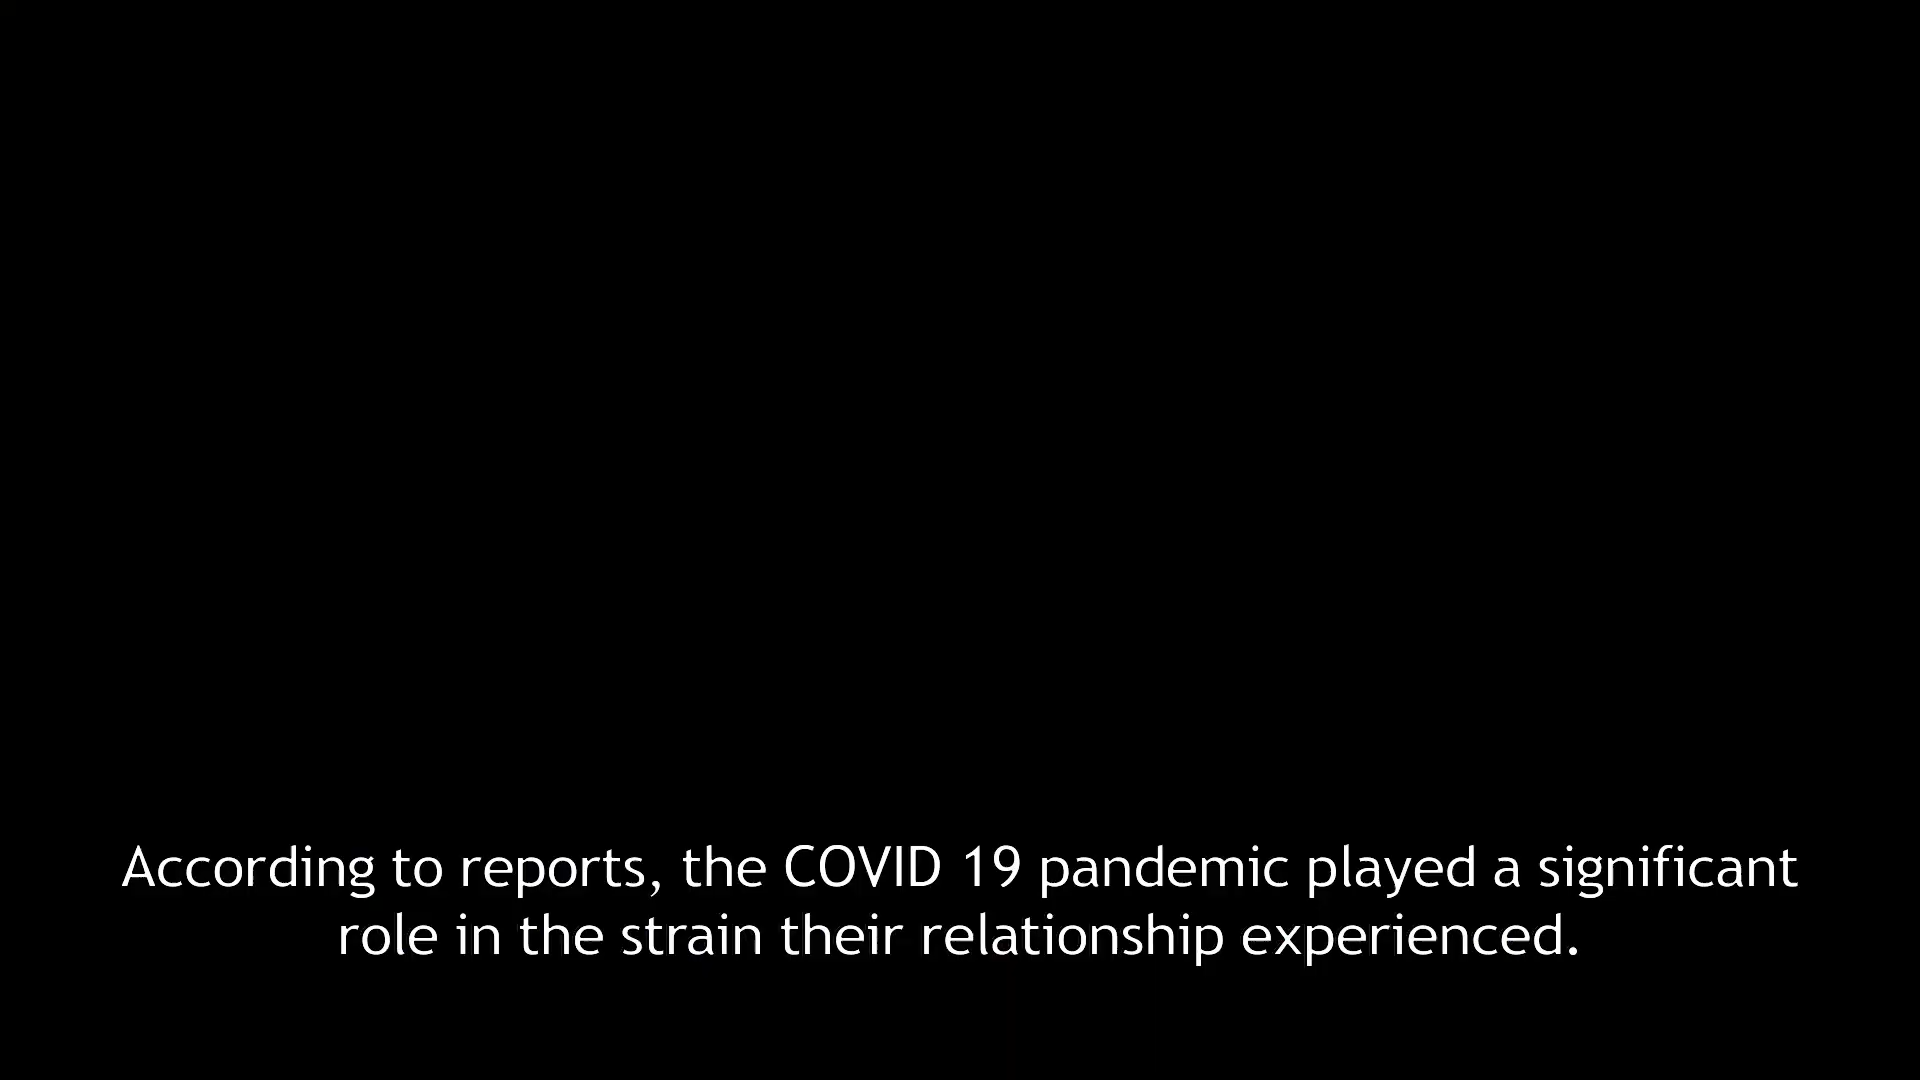 According to reports, the COVID 19 pandemic played a significant
role in the strain their relationship experienced.